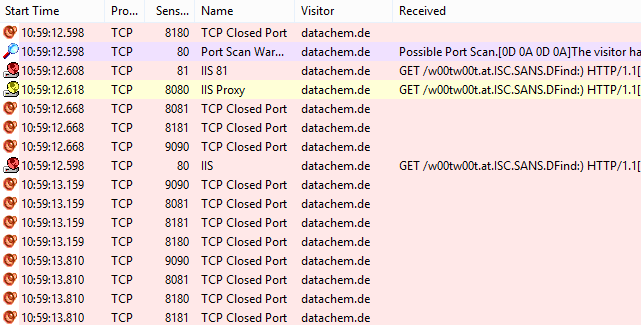 Start Time Pro... Sens... Name Visitor Received
10:59:12.598 TCP 8180 TCP Closed Port datachem.de
10:59:12.598 TCP 80 Port Scan War... datachem.de Possible Port Scan.[0D 0A 0D 0A]The visitor ha
10:59:12.608 TCP 81 IIS 81 datachem.de GET /w00tw00t.at.ISC.SANS.DFind:) HTTP/1.1[
10:59:12.618 TCP 8080 IIS Proxy datachem.de GET /w00tw00t.at.ISC.SANS.DFind:) HTTP/1.1[
10:59:12.668 TCP 8081 TCP Closed Port datachem.de
10:59:12.668 TCP 8181 TCP Closed Port datachem.de
10:59:12.668 TCP 9090 TCP Closed Port datachem.de
10:59:12.598 TCP 80 IIS datachem.de GET /w00tw00t.at.ISC.SANS.DFind:) HTTP/1.1[
10:59:13.159 TCP 9090 TCP Closed Port datachem.de
10:59:13.159 TCP 8081 TCP Closed Port datachem.de
10:59:13.159 TCP 8181 TCP Closed Port datachem.de
10:59:13.159 TCP 8180 TCP Closed Port datachem.de
10:59:13.810 TCP 9090 TCP Closed Port datachem.de
10:59:13.810 TCP 8081 TCP Closed Port datachem.de
10:59:13.810 TCP 8180 TCP Closed Port datachem.de
10:59:13.810 TCP 8181 TCP Closed Port datachem.de